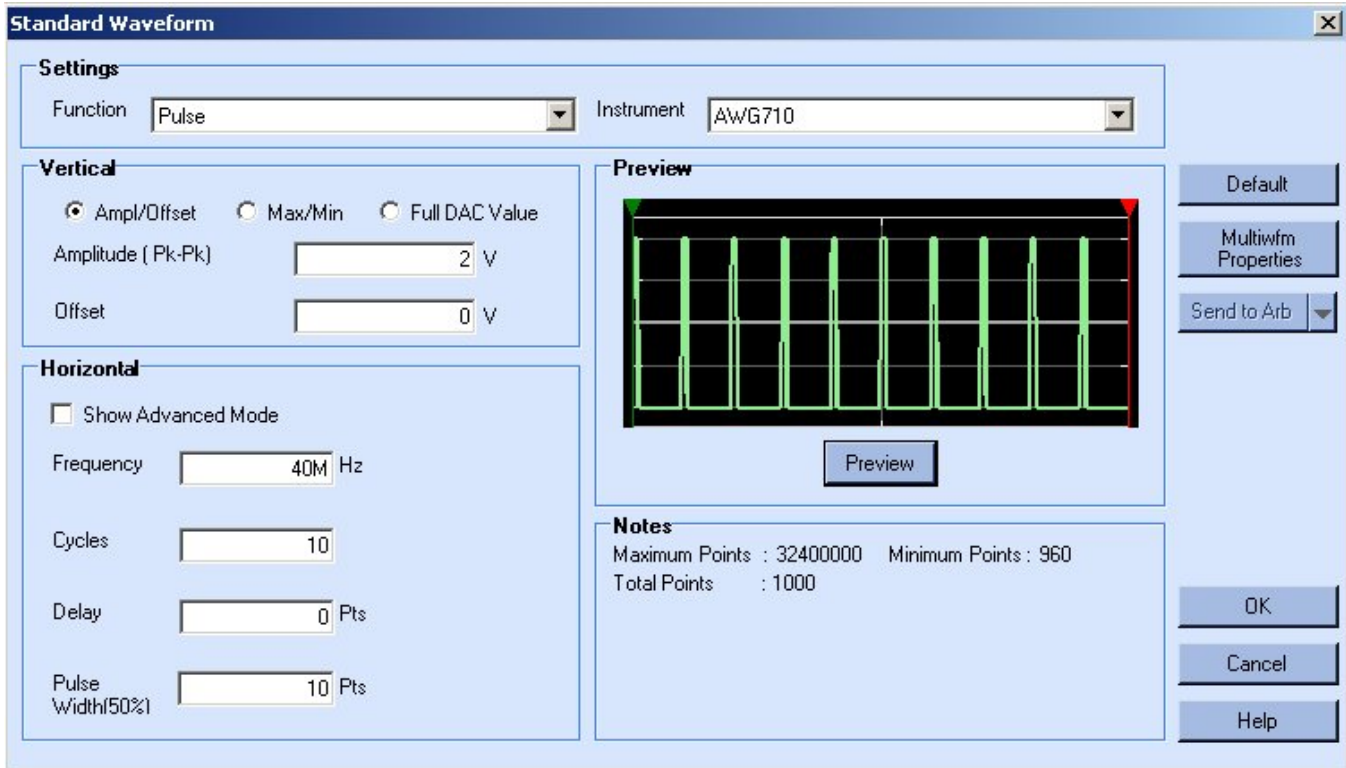 Standard Waveform
Settings
Function Pulse Instrument AWG710
Vertical
Ampl/Offset Max/Min Full DAC Value
Amplitude ( Pk-Pk) 2 V
Offset 0 V
Horizontal
Show Advanced Mode
Frequency 40M Hz
Cycles 10
Delay 0 Pts
Pulse
Width(50%) 10 Pts
Preview
Preview
Notes
Maximum Points : 32400000 Minimum Points : 960
Total Points : 1000
Default
Multiwfm
Properties
Send to Arb
OK
Cancel
Help